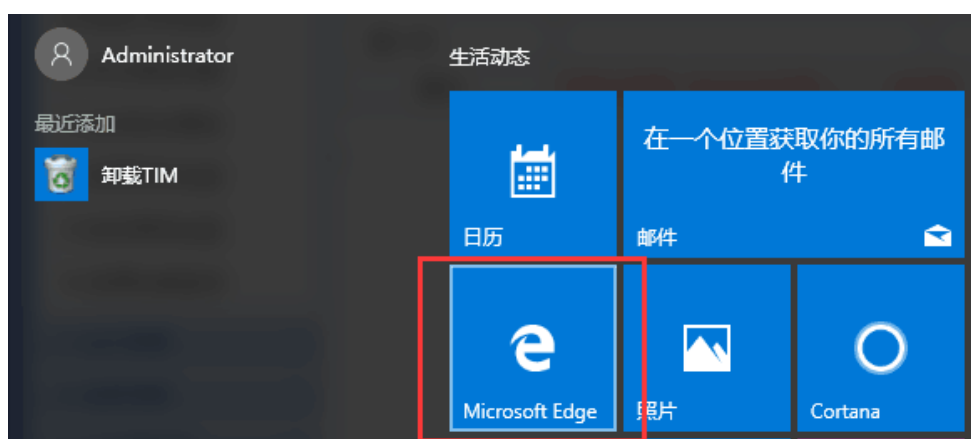 Administrator
最近添加
卸载TIM
生活动态
日历
在一个位置获取你的所有邮
件
邮件
Microsoft Edge
照片
Cortana